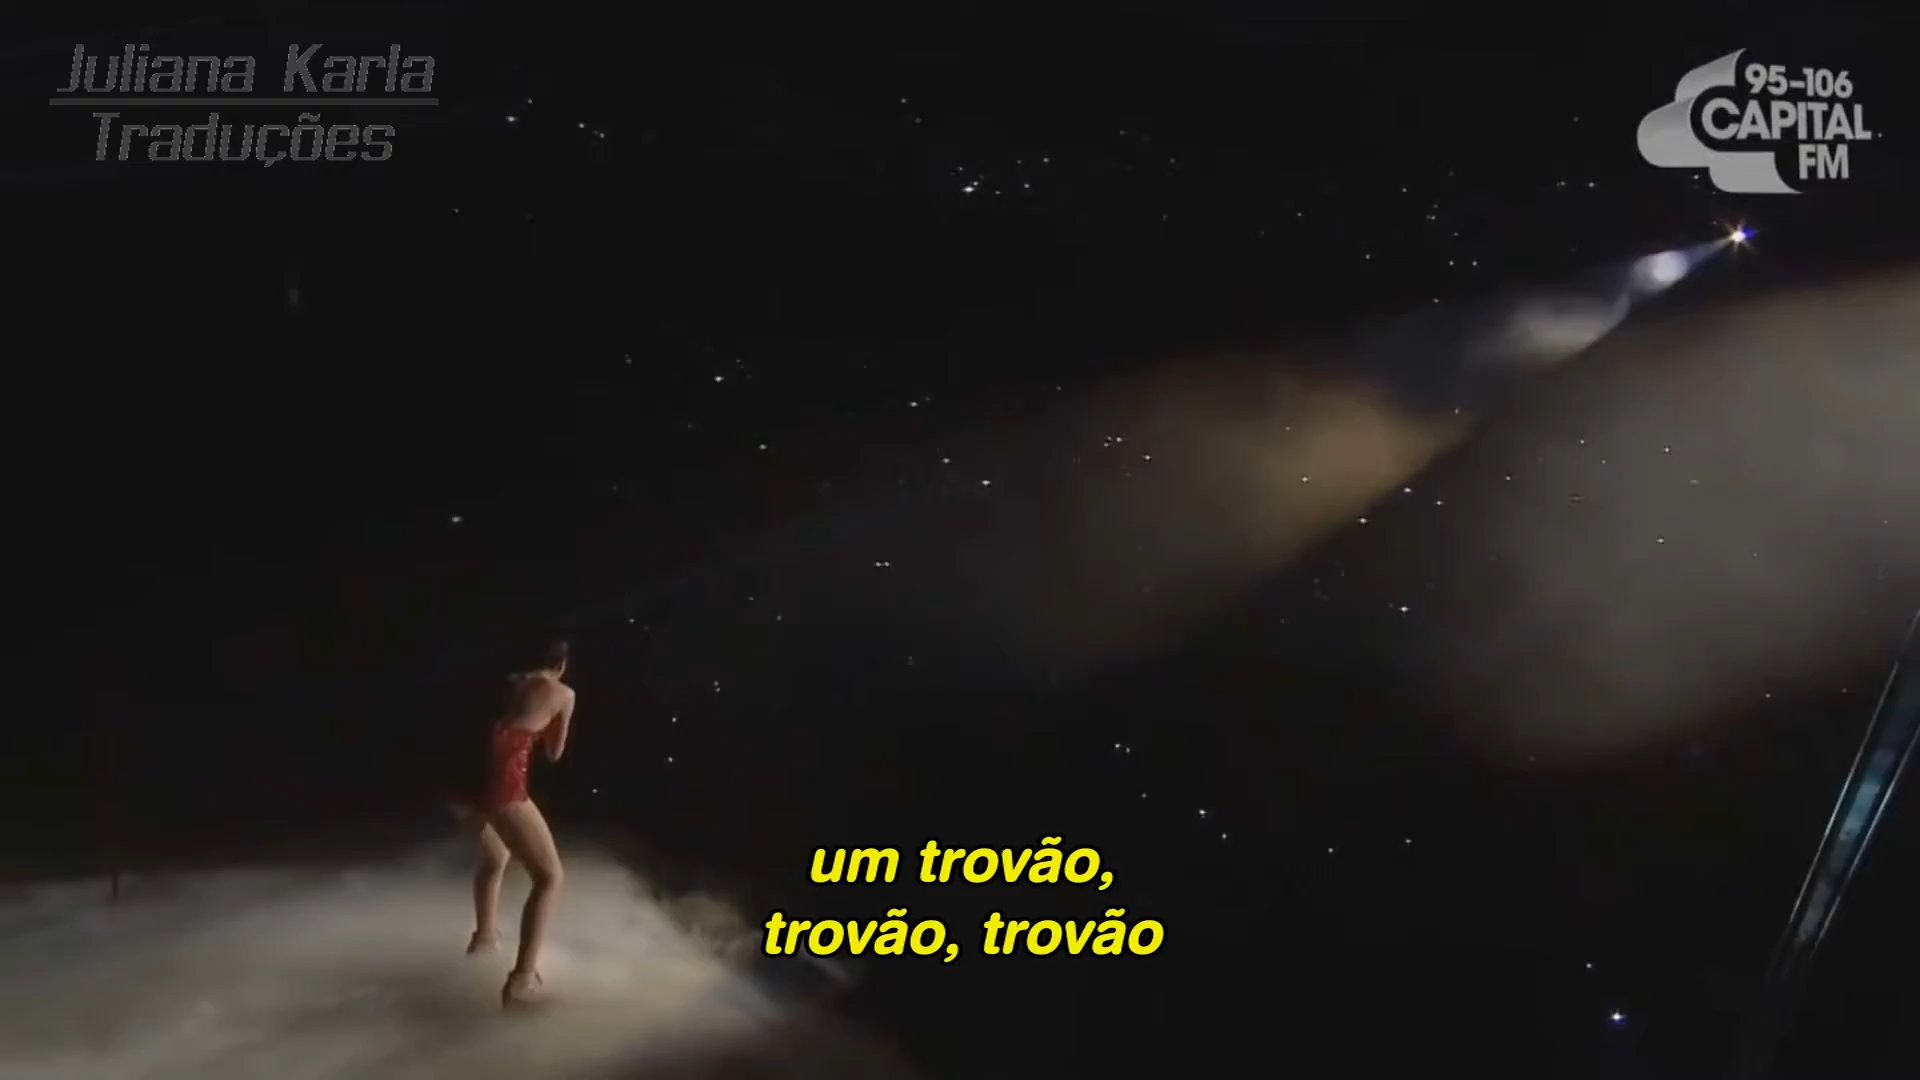 Juliana Karla
Traduções
95-106
CAPITAL
FM
um trovão,
trovão, trovão